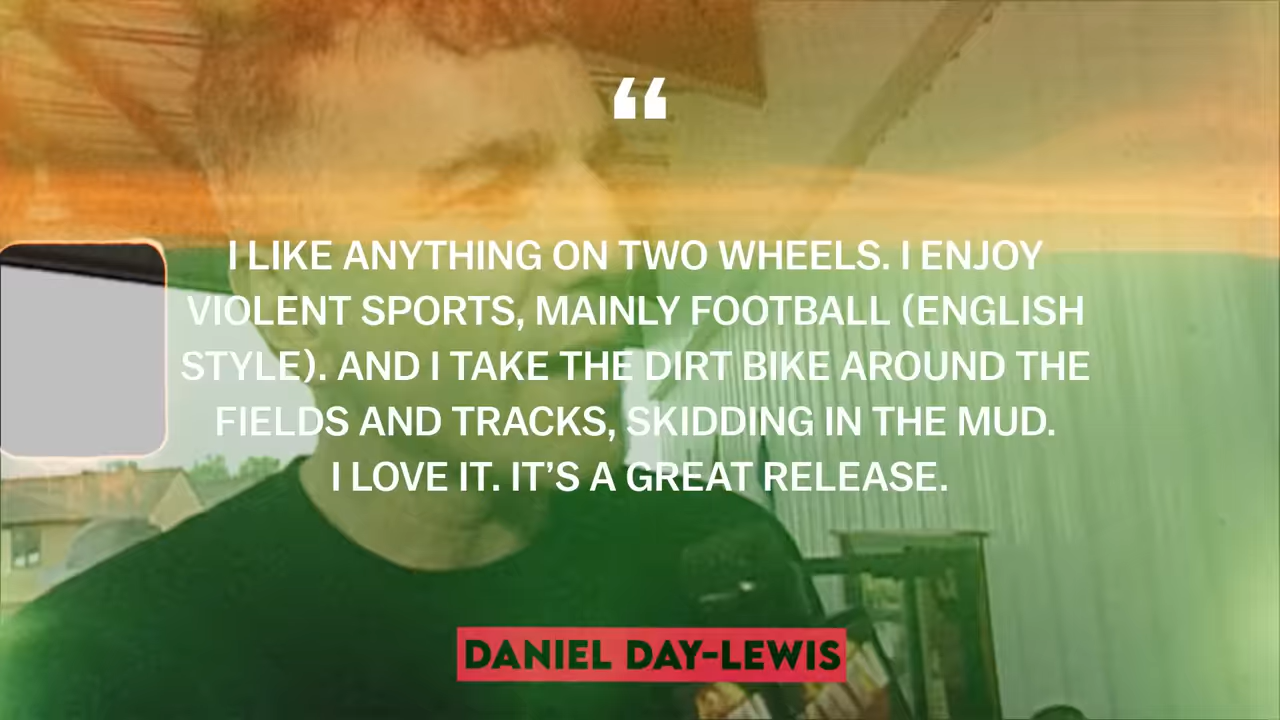 “
I LIKE ANYTHING ON TWO WHEELS. I ENJOY
VIOLENT SPORTS, MAINLY FOOTBALL (ENGLISH
STYLE). AND I TAKE THE DIRT BIKE AROUND THE
FIELDS AND TRACKS, SKIDDING IN THE MUD.
I LOVE IT. IT’S A GREAT RELEASE.
DANIEL DAY-LEWIS